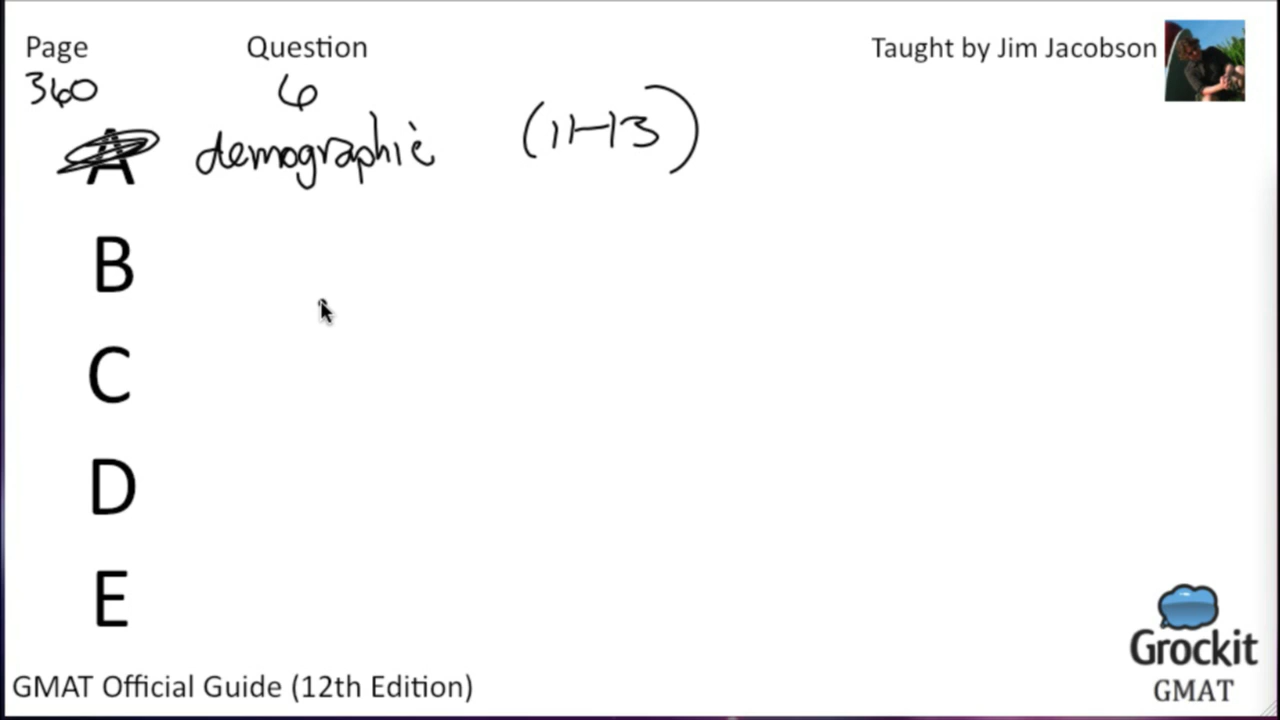 Page Question Taught by Jim Jacobson
360 6
A demographic (11-13)
B
C
D
E
Grockit
GMAT
GMAT Official Guide (12th Edition)